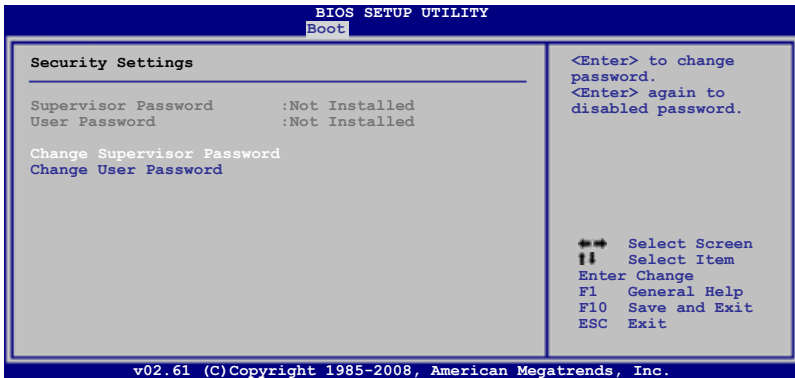 BIOS SETUP UTILITY
Boot
Security Settings
Supervisor Password :Not Installed
User Password :Not Installed
Change Supervisor Password
Change User Password
<Enter> to change
password.
<Enter> again to
disabled password.
Select Screen
Select Item
Enter Change
F1 General Help
F10 Save and Exit
ESC Exit
v02.61 (C)Copyright 1985-2008, American Megatrends, Inc.